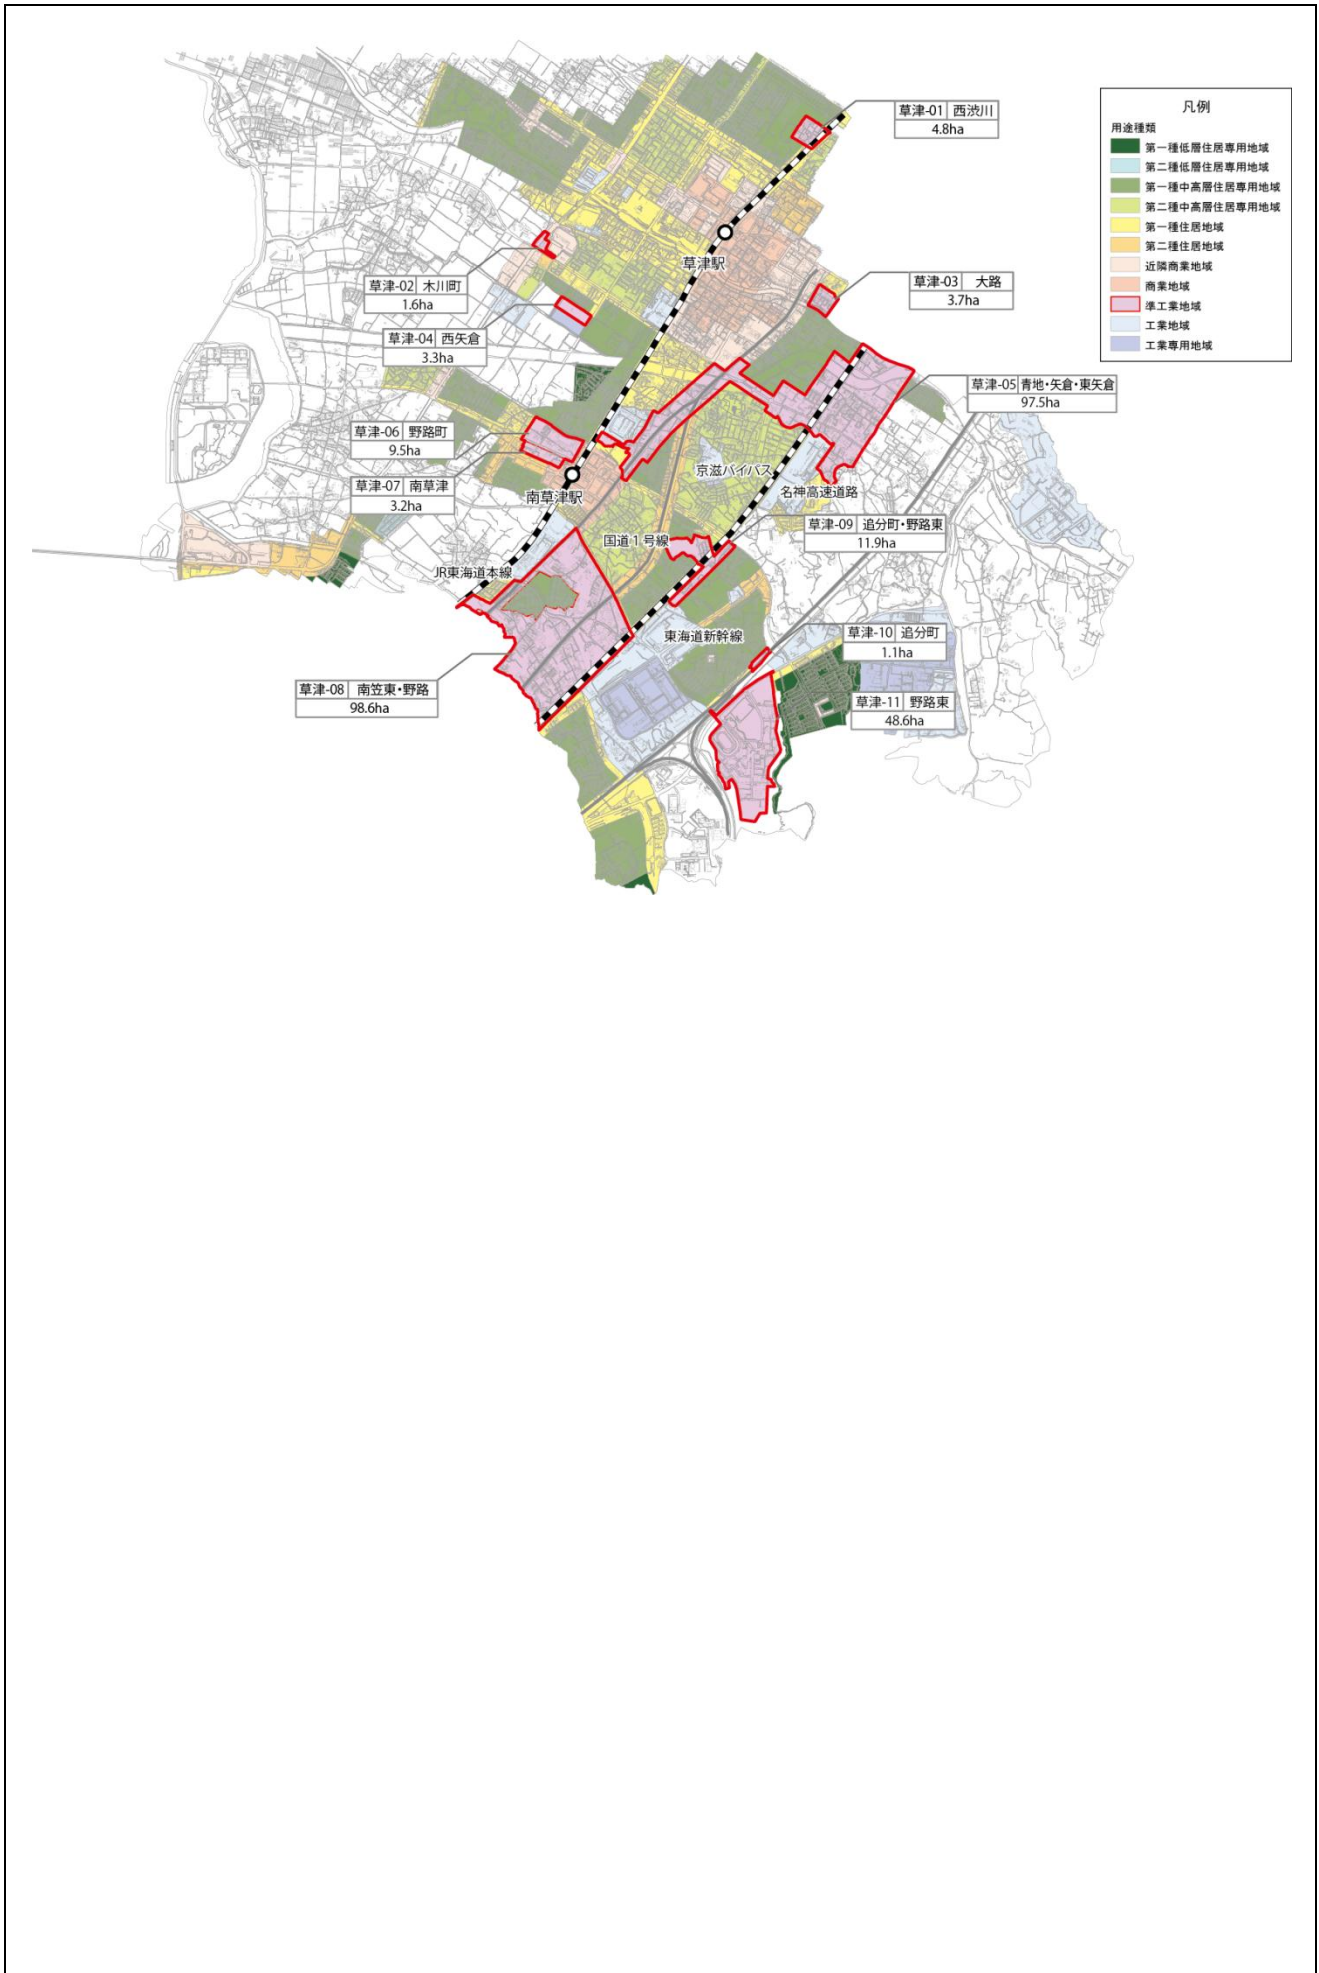 凡例
用途種類
第一種低層住居専用地域
第二種低層住居専用地域
第一種中高層住居専用地域
第二種中高層住居専用地域
第一種住居地域
第二種住居地域
近隣商業地域
商業地域
準工業地域
工業地域
工業専用地域
草津-01 西渋川
4.8ha
草津駅
草津-02 木川町
1.6ha
草津-03 大路
3.7ha
草津-04 西矢倉
3.3ha
草津-05 青地・矢倉・東矢倉
97.5ha
草津-06 野路町
9.5ha
草津-07 南草津
3.2ha
南草津駅
京滋バイパス
名神高速道路
草津-09 追分町・野路東
11.9ha
国道1号線
JR東海道本線
東海道新幹線
草津-10 追分町
1.1ha
草津-08 南笠東・野路
98.6ha
草津-11 野路東
48.6ha